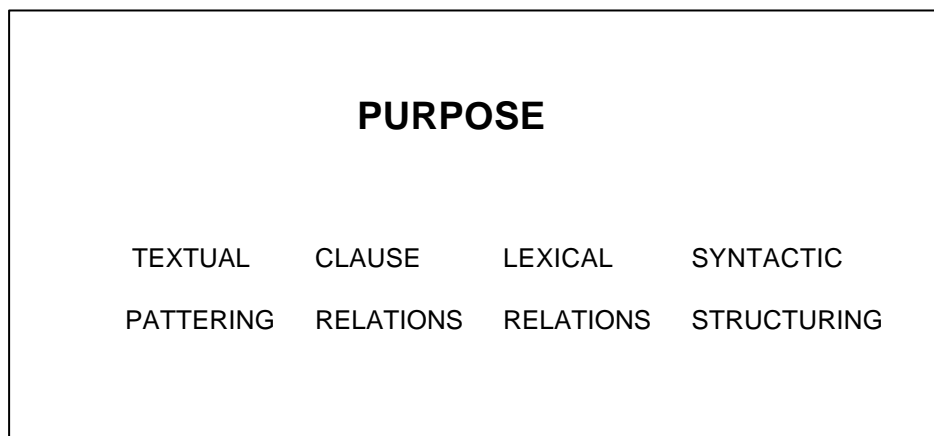 PURPOSE
TEXTUAL CLAUSE LEXICAL SYNTACTIC
PATTERING RELATIONS RELATIONS STRUCTURING